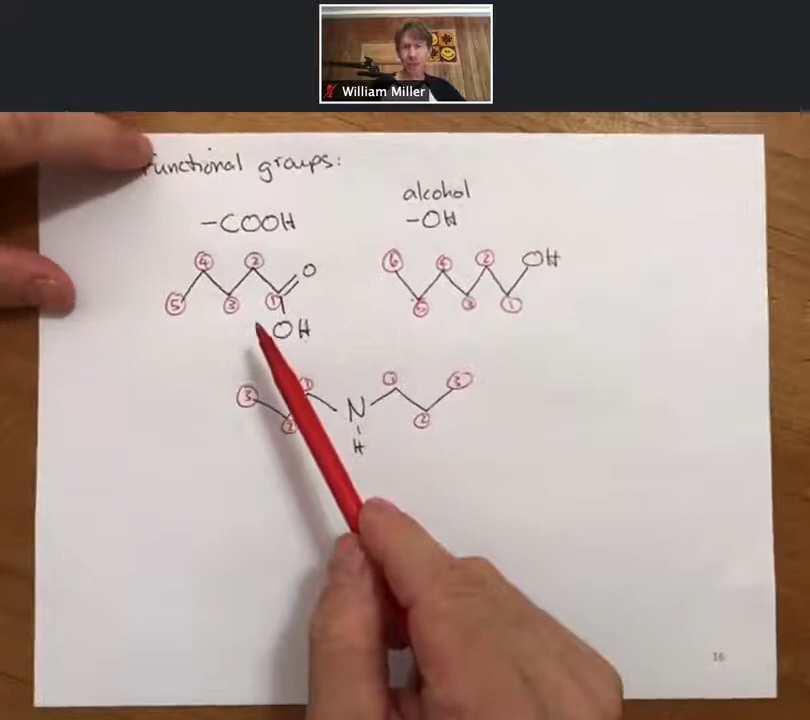 William Miller
Functional groups:
-COOH
alcohol
-OH
④ ② O
⑤ ③ ①
OH
⑥ ④ ② OH
⑤ ③ ①
③ ① N ① ③
② ②
H
16